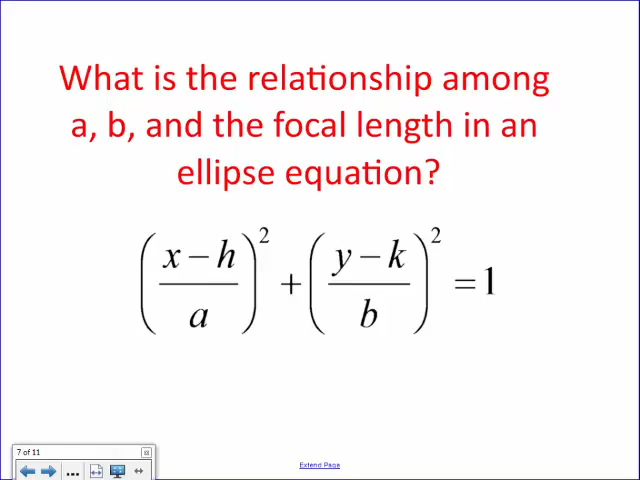 What is the relationship among
a, b, and the focal length in an
ellipse equation?
((x − h)/a)² + ((y − k)/b)² = 1
7 of 11
Extend Page